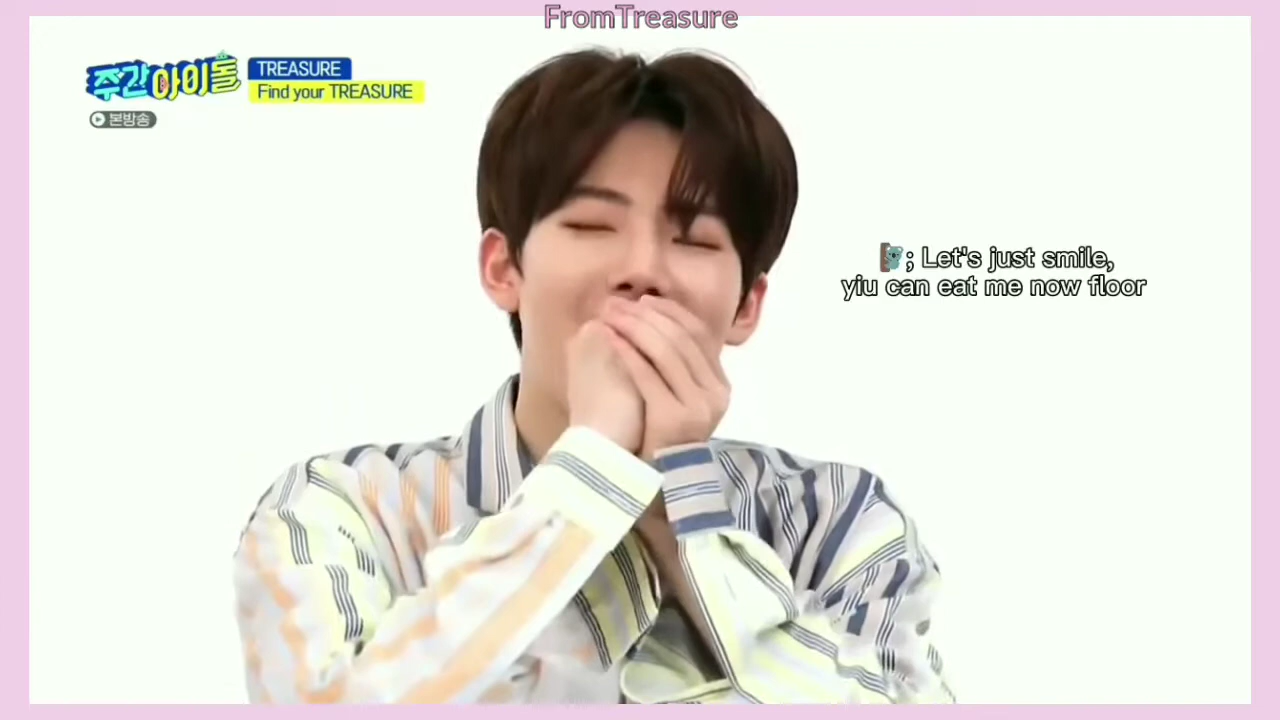 FromTreasure
주간아이돌
TREASURE
Find your TREASURE
본방송
🐨; Let's just smile,
yiu can eat me now floor